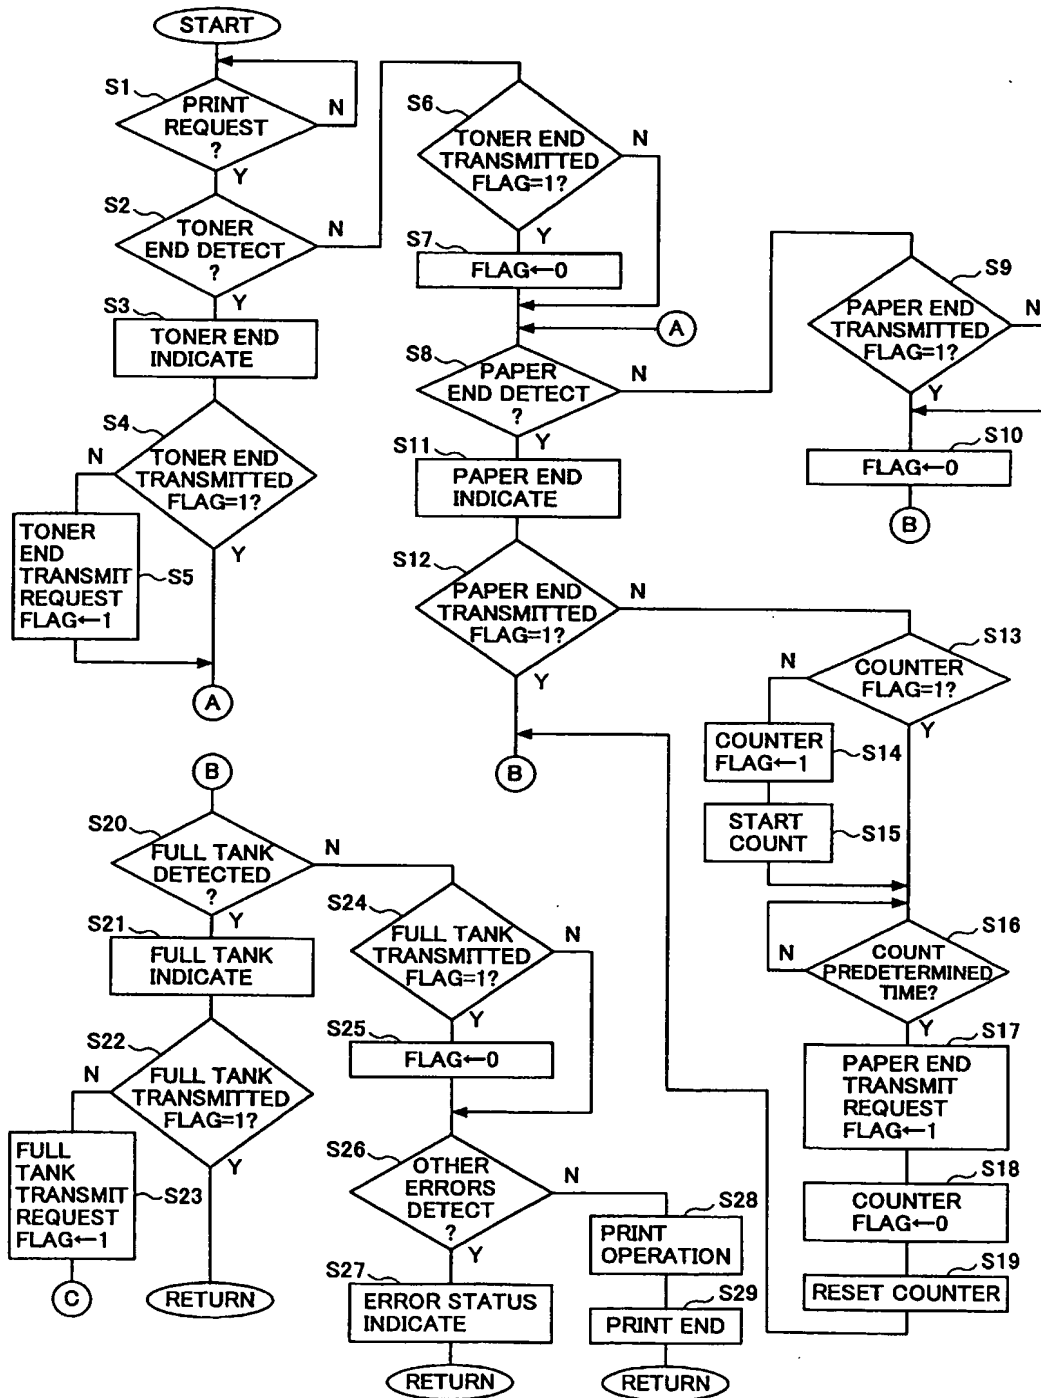 START
S1
PRINT
REQUEST
?
N
Y
S2
TONER
END DETECT
?
N
Y
S3
TONER END
INDICATE
S4
TONER END
TRANSMITTED
FLAG=1?
N
Y
TONER
END
TRANSMIT
REQUEST
FLAG←1
S5
A
S6
TONER END
TRANSMITTED
FLAG=1?
N
Y
S7
FLAG←0
A
S8
PAPER
END DETECT
?
N
Y
S9
PAPER END
TRANSMITTED
FLAG=1?
N
Y
S10
FLAG←0
B
S11
PAPER END
INDICATE
S12
PAPER END
TRANSMITTED
FLAG=1?
N
Y
B
S13
COUNTER
FLAG=1?
N
Y
COUNTER
FLAG←1
S14
START
COUNT
S15
S16
COUNT
PREDETERMINED
TIME?
N
Y
S17
PAPER END
TRANSMIT
REQUEST
FLAG←1
S18
COUNTER
FLAG←0
S19
RESET COUNTER
B
S20
FULL TANK
DETECTED
?
N
Y
S21
FULL TANK
INDICATE
S22
FULL TANK
TRANSMITTED
FLAG=1?
N
Y
FULL
TANK
TRANSMIT
REQUEST
FLAG←1
S23
C
RETURN
S24
FULL TANK
TRANSMITTED
FLAG=1?
N
Y
S25
FLAG←0
S26
OTHER
ERRORS
DETECT
?
N
Y
S27
ERROR STATUS
INDICATE
RETURN
S28
PRINT
OPERATION
S29
PRINT END
RETURN